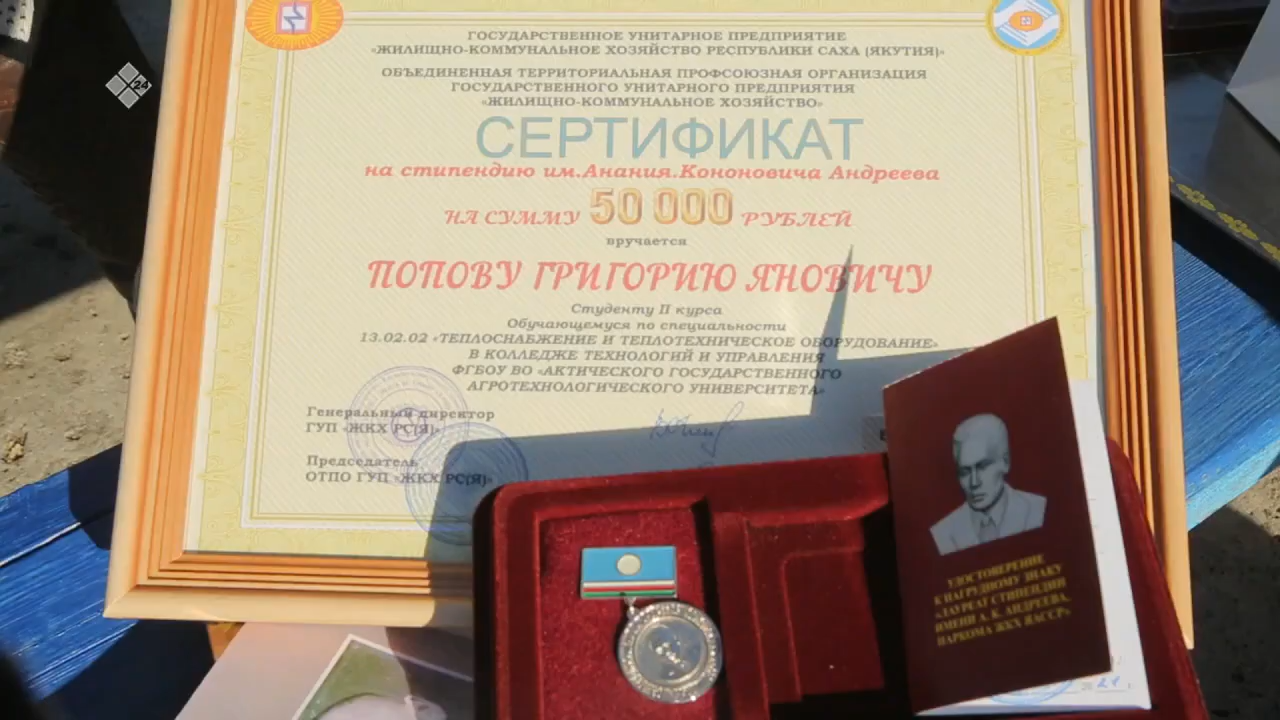 ГОСУДАРСТВЕННОЕ УНИТАРНОЕ ПРЕДПРИЯТИЕ
«ЖИЛИЩНО-КОММУНАЛЬНОЕ ХОЗЯЙСТВО РЕСПУБЛИКИ САХА (ЯКУТИЯ)»
ОБЪЕДИНЕННАЯ ТЕРРИТОРИАЛЬНАЯ ПРОФСОЮЗНАЯ ОРГАНИЗАЦИЯ
ГОСУДАРСТВЕННОГО УНИТАРНОГО ПРЕДПРИЯТИЯ
«ЖИЛИЩНО-КОММУНАЛЬНОЕ ХОЗЯЙСТВО»
Х24
СЕРТИФИКАТ
на стипендию им.Анания.Кононовича Андреева
НА СУММУ 50 000 РУБЛЕЙ
вручается
ПОПОВУ ГРИГОРИЮ ЯНОВИЧУ
Студенту II курса
Обучающемуся по специальности
13.02.02 «ТЕПЛОСНАБЖЕНИЕ И ТЕПЛОТЕХНИЧЕСКОЕ ОБОРУДОВАНИЕ»
В КОЛЛЕДЖЕ ТЕХНОЛОГИЙ И УПРАВЛЕНИЯ
ФГБОУ ВО «АКТИЧЕСКОГО ГОСУДАРСТВЕННОГО
АГРОТЕХНОЛОГИЧЕСКОГО УНИВЕРСИТЕТА»
Генеральный директор
ГУП «ЖКХ РС(Я)»
Председатель
ОТПО ГУП «ЖКХ РС(Я)»
УДОСТОВЕРЕНИЕ
К НАГРУДНОМУ ЗНАКУ
«ЛАУРЕАТ СТИПЕНДИИ
ИМЕНИ А. К. АНДРЕЕВА,
НАРКОМА ЖКХ ЯАССР»